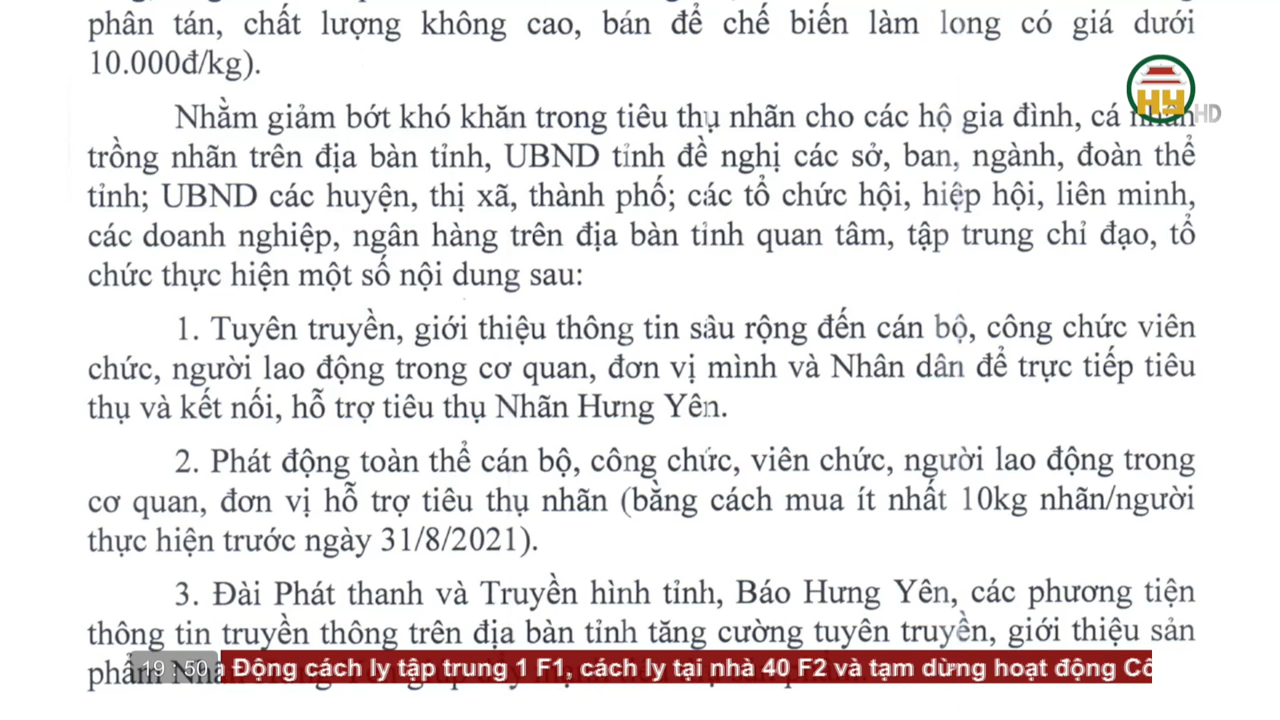 phân tán, chất lượng không cao, bán để chế biến làm long có giá dưới
10.000đ/kg).
HY HD
Nhằm giảm bớt khó khăn trong tiêu thụ nhãn cho các hộ gia đình, cá nhân
trồng nhãn trên địa bàn tỉnh, UBND tỉnh đề nghị các sở, ban, ngành, đoàn thể
tỉnh; UBND các huyện, thị xã, thành phố; các tổ chức hội, hiệp hội, liên minh,
các doanh nghiệp, ngân hàng trên địa bàn tỉnh quan tâm, tập trung chỉ đạo, tổ
chức thực hiện một số nội dung sau:
1. Tuyên truyền, giới thiệu thông tin sâu rộng đến cán bộ, công chức viên
chức, người lao động trong cơ quan, đơn vị mình và Nhân dân để trực tiếp tiêu
thụ và kết nối, hỗ trợ tiêu thụ Nhãn Hưng Yên.
2. Phát động toàn thể cán bộ, công chức, viên chức, người lao động trong
cơ quan, đơn vị hỗ trợ tiêu thụ nhãn (bằng cách mua ít nhất 10kg nhãn/người
thực hiện trước ngày 31/8/2021).
3. Đài Phát thanh và Truyền hình tỉnh, Báo Hưng Yên, các phương tiện
thông tin truyền thông trên địa bàn tỉnh tăng cường tuyên truyền, giới thiệu sản
phẩm
19:50 Động cách ly tập trung 1 F1, cách ly tại nhà 40 F2 và tạm dừng hoạt động